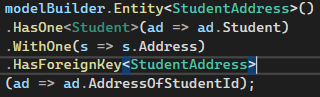 modelBuilder.Entity<StudentAddress>()
.HasOne<Student>(ad => ad.Student)
.WithOne(s => s.Address)
.HasForeignKey<StudentAddress>
(ad => ad.AddressOfStudentId);